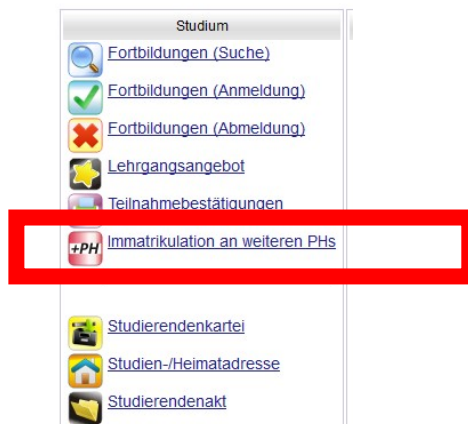 Studium
Fortbildungen (Suche)
Fortbildungen (Anmeldung)
Fortbildungen (Abmeldung)
Lehrgangsangebot
Teilnahmebestätigungen
+PH Immatrikulation an weiteren PHs
Studierendenkartei
Studien-/Heimatadresse
Studierendenakt